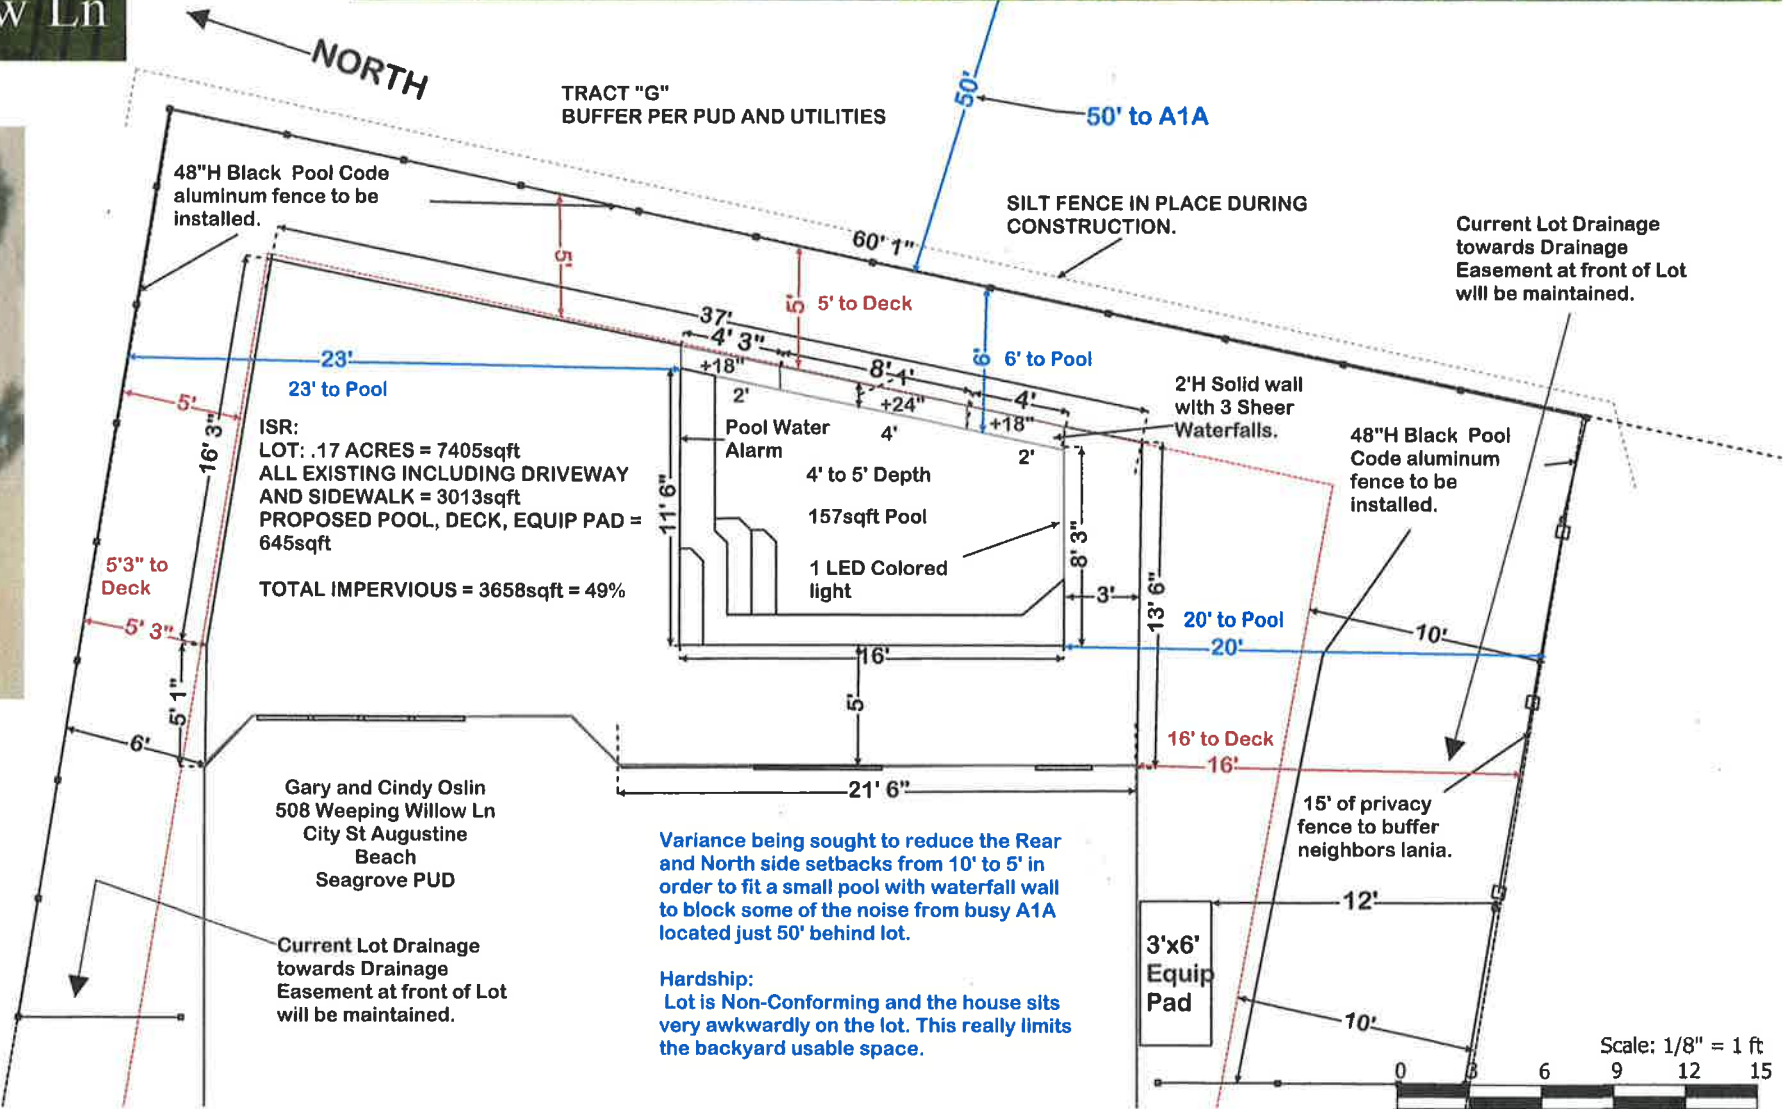 w Ln
NORTH
TRACT "G"
BUFFER PER PUD AND UTILITIES
50'
50' to A1A
48"H Black Pool Code
aluminum fence to be
installed.
SILT FENCE IN PLACE DURING
CONSTRUCTION.
Current Lot Drainage
towards Drainage
Easement at front of Lot
will be maintained.
60' 1"
5'
5'
5' to Deck
37'
4' 3"
8'
1'
4'
6'
6' to Pool
+18"
+24"
+18"
2'
4'
2'
23'
23' to Pool
5'
16' 3"
2'H Solid wall
with 3 Sheer
Waterfalls.
48"H Black Pool
Code aluminum
fence to be
installed.
ISR:
LOT: .17 ACRES = 7405sqft
ALL EXISTING INCLUDING DRIVEWAY
AND SIDEWALK = 3013sqft
PROPOSED POOL, DECK, EQUIP PAD =
645sqft
TOTAL IMPERVIOUS = 3658sqft = 49%
Pool Water
Alarm
4' to 5' Depth
157sqft Pool
1 LED Colored
light
11' 6"
8' 3"
3'
13' 6"
5'3" to
Deck
5' 3"
20' to Pool
20'
10'
16'
5'
5' 1"
6'
16' to Deck
16'
21' 6"
Gary and Cindy Oslin
508 Weeping Willow Ln
City St Augustine
Beach
Seagrove PUD
Variance being sought to reduce the Rear
and North side setbacks from 10' to 5' in
order to fit a small pool with waterfall wall
to block some of the noise from busy A1A
located just 50' behind lot.
Hardship:
Lot is Non-Conforming and the house sits
very awkwardly on the lot. This really limits
the backyard usable space.
15' of privacy
fence to buffer
neighbors lania.
12'
3'x6'
Equip
Pad
10'
Current Lot Drainage
towards Drainage
Easement at front of Lot
will be maintained.
Scale: 1/8" = 1 ft
0 3 6 9 12 15